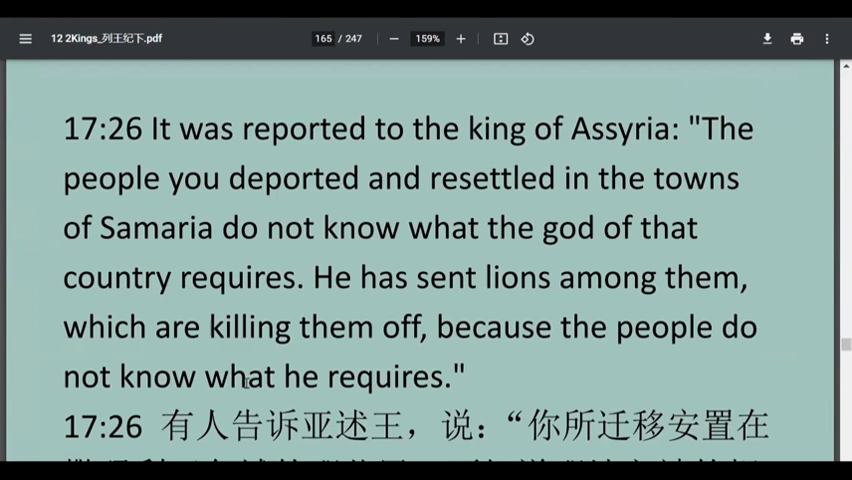 12 2Kings_列王纪下.pdf
165 / 247
159%
17:26 It was reported to the king of Assyria: "The
people you deported and resettled in the towns
of Samaria do not know what the god of that
country requires. He has sent lions among them,
which are killing them off, because the people do
not know what he requires."
17:26 有人告诉亚述王，说：“你所迁移安置在